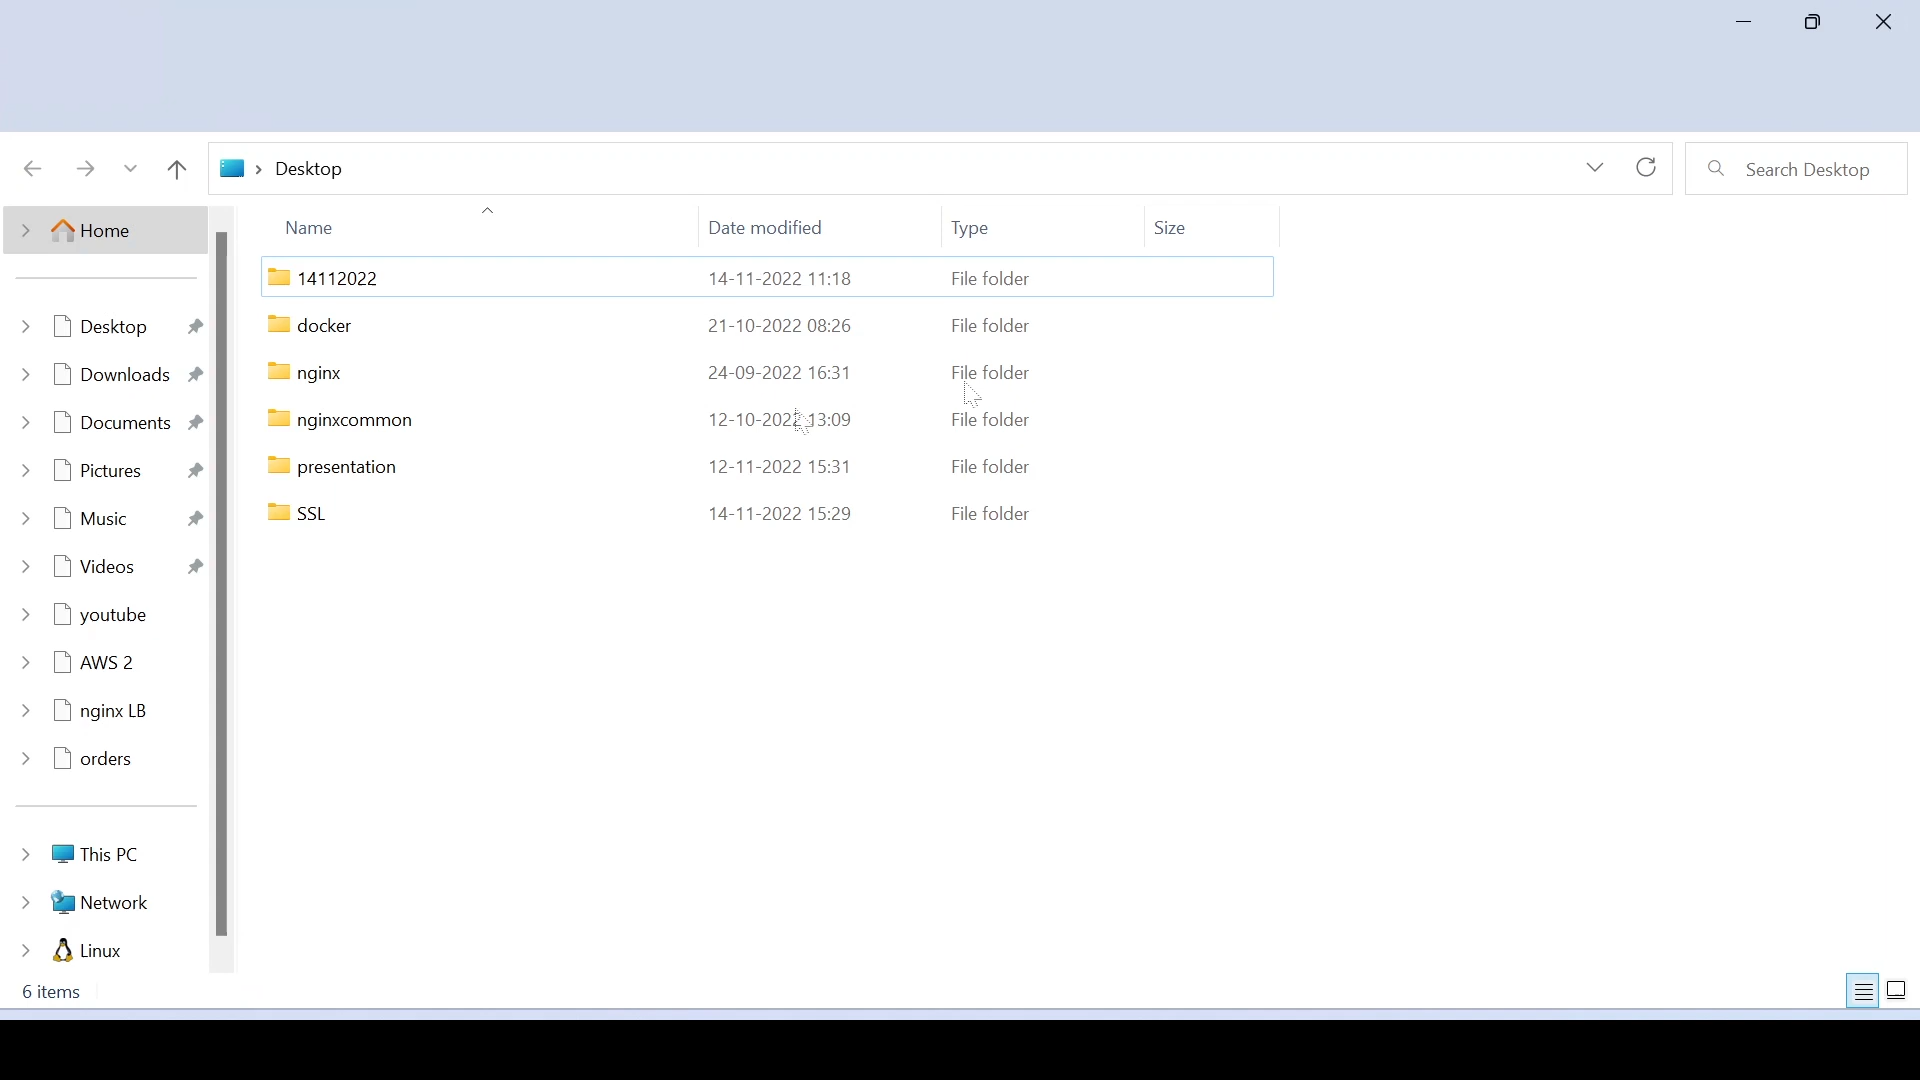 Desktop
Search Desktop
Home
Desktop
Downloads
Documents
Pictures
Music
Videos
youtube
AWS 2
nginx LB
orders
This PC
Network
Linux
Name Date modified Type Size
14112022 14-11-2022 11:18 File folder
docker 21-10-2022 08:26 File folder
nginx 24-09-2022 16:31 File folder
nginxcommon 12-10-2022 13:09 File folder
presentation 12-11-2022 15:31 File folder
SSL 14-11-2022 15:29 File folder
6 items